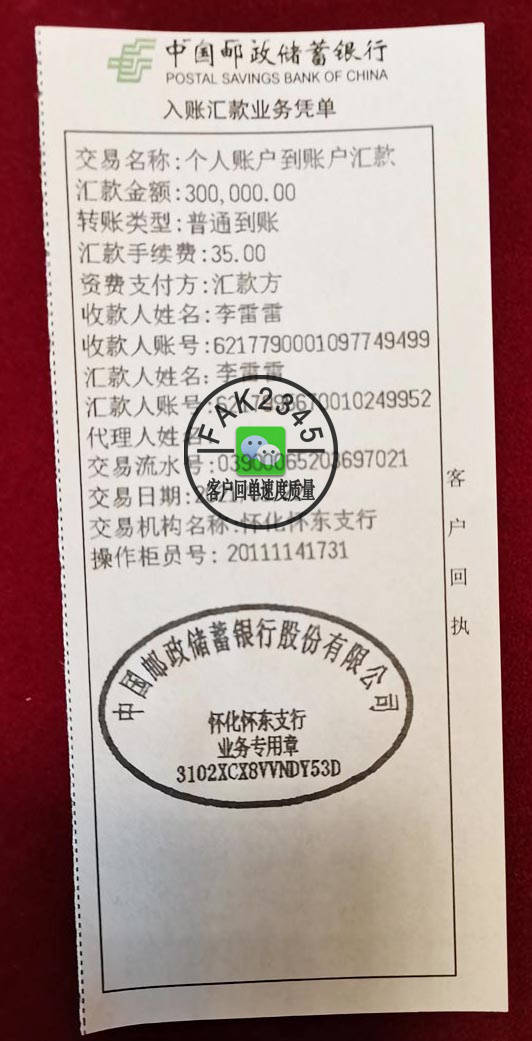 中国邮政储蓄银行
POSTAL SAVINGS BANK OF CHINA
入账汇款业务凭单
交易名称:个人账户到账户汇款
汇款金额:300,000.00
转账类型:普通到账
汇款手续费:35.00
资费支付方:汇款方
收款人姓名:李雷雷
收款人账号:6217790001097749499
汇款人姓名:李雷雷
汇款人账号
代理人姓名
交易流水号:03900065203697021
交易日期:
交易机构名称:怀化怀东支行
操作柜员号: 20111141731
FAK2345
客户回单速度质量
客户回执
中国邮政储蓄银行股份有限公司
怀化怀东支行
业务专用章
3102XCX8VVNDY53D